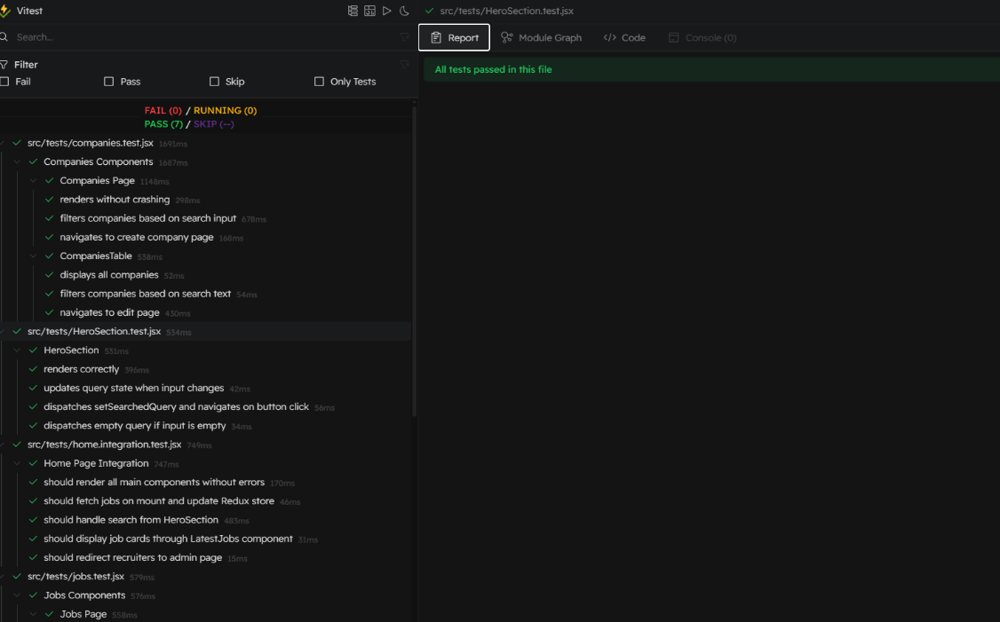 Vitest
Search...
Filter
Fail
Pass
Skip
Only Tests
FAIL (0) / RUNNING (0)
PASS (7) / SKIP (--)
src/tests/companies.test.jsx 1691ms
Companies Components 1687ms
Companies Page 1148ms
renders without crashing 298ms
filters companies based on search input 678ms
navigates to create company page 168ms
CompaniesTable 538ms
displays all companies 52ms
filters companies based on search text 54ms
navigates to edit page 430ms
src/tests/HeroSection.test.jsx 534ms
HeroSection 531ms
renders correctly 396ms
updates query state when input changes 42ms
dispatches setSearchedQuery and navigates on button click 56ms
dispatches empty query if input is empty 34ms
src/tests/home.integration.test.jsx 749ms
Home Page Integration 747ms
should render all main components without errors 170ms
should fetch jobs on mount and update Redux store 46ms
should handle search from HeroSection 483ms
should display job cards through LatestJobs component 31ms
should redirect recruiters to admin page 15ms
src/tests/jobs.test.jsx 579ms
Jobs Components 576ms
Jobs Page 558ms
src/tests/HeroSection.test.jsx
Report
Module Graph
</> Code
Console (0)
All tests passed in this file